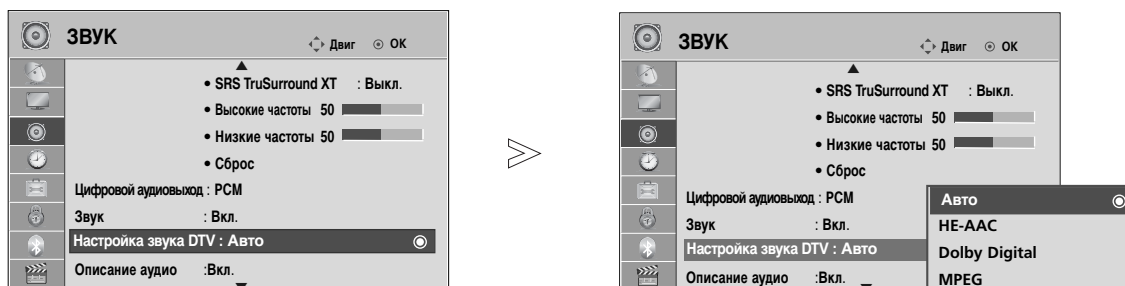 ЗВУК
Двиг ОК
• SRS TruSurround XT : Выкл.
• Высокие частоты 50
• Низкие частоты 50
• Сброс
Цифровой аудиовыход : PCM
Звук : Вкл.
Настройка звука DTV : Авто
Описание аудио :Вкл.
ЗВУК
Двиг ОК
• SRS TruSurround XT : Выкл.
• Высокие частоты 50
• Низкие частоты 50
• Сброс
Цифровой аудиовыход : PCM
Звук : Вкл.
Настройка звука DTV : Авто
Описание аудио :Вкл.
Авто
HE-AAC
Dolby Digital
MPEG